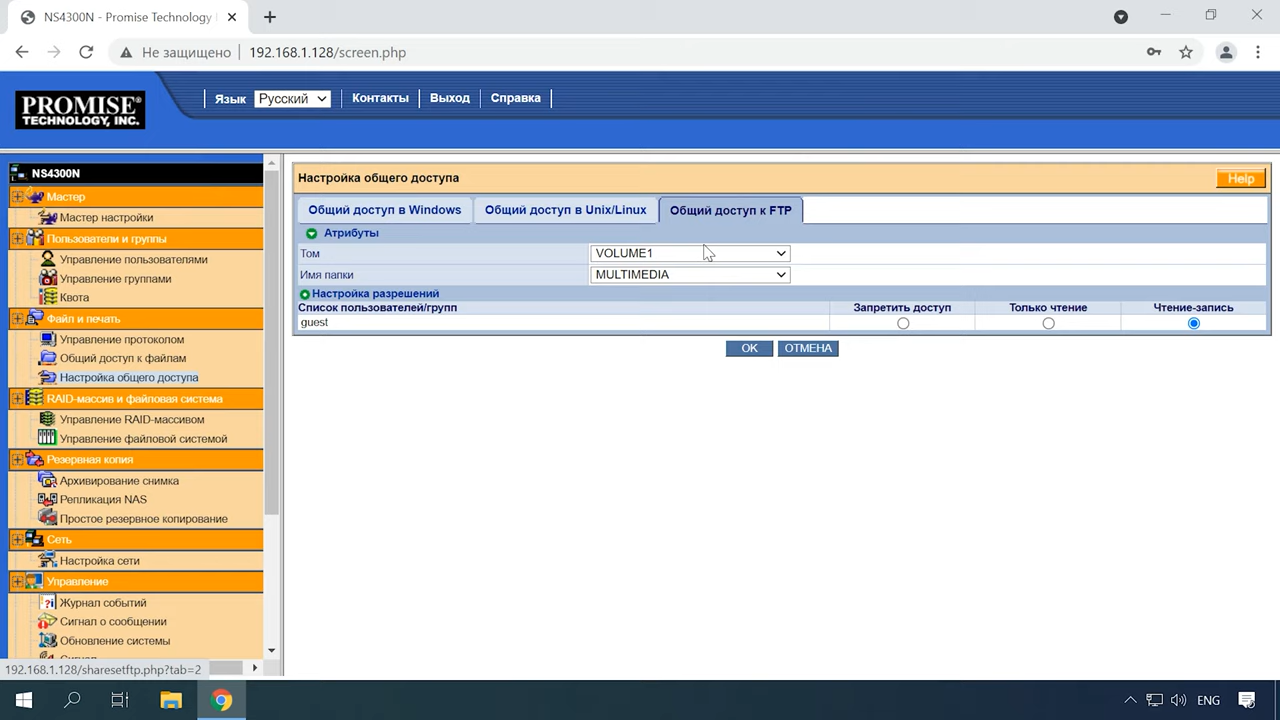 NS4300N - Promise Technology
Не защищено 192.168.1.128/screen.php
PROMISE®
TECHNOLOGY, INC.
Язык Русский Контакты Выход Справка
NS4300N
Мастер
Мастер настройки
Пользователи и группы
Управление пользователями
Управление группами
Квота
Файл и печать
Управление протоколом
Общий доступ к файлам
Настройка общего доступа
RAID-массив и файловая система
Управление RAID-массивом
Управление файловой системой
Резервная копия
Архивирование снимка
Репликация NAS
Простое резервное копирование
Сеть
Настройка сети
Управление
Журнал событий
Сигнал о сообщении
Обновление системы
192.168.1.128/sharesetftp.php?tab=2
Настройка общего доступа Help
Общий доступ в Windows Общий доступ в Unix/Linux Общий доступ к FTP
Атрибуты
Том VOLUME1
Имя папки MULTIMEDIA
Настройка разрешений
Список пользователей/групп Запретить доступ Только чтение Чтение-запись
guest
OK ОТМЕНА
ENG